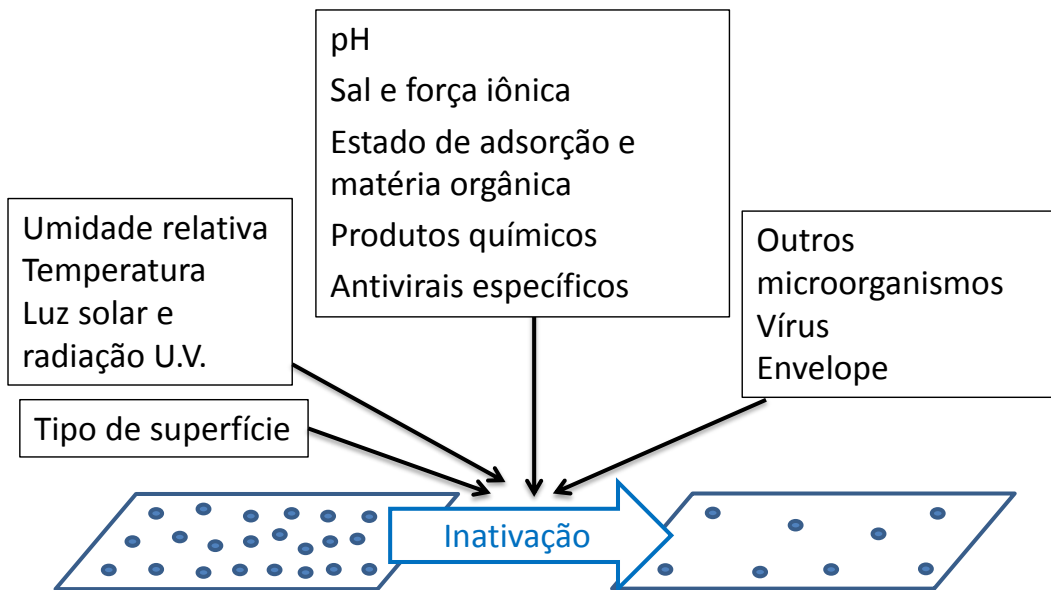 pH
Sal e força iônica
Estado de adsorção e
matéria orgânica
Produtos químicos
Antivirais específicos
Umidade relativa
Temperatura
Luz solar e
radiação U.V.
Outros
microorganismos
Vírus
Envelope
Tipo de superfície
Inativação